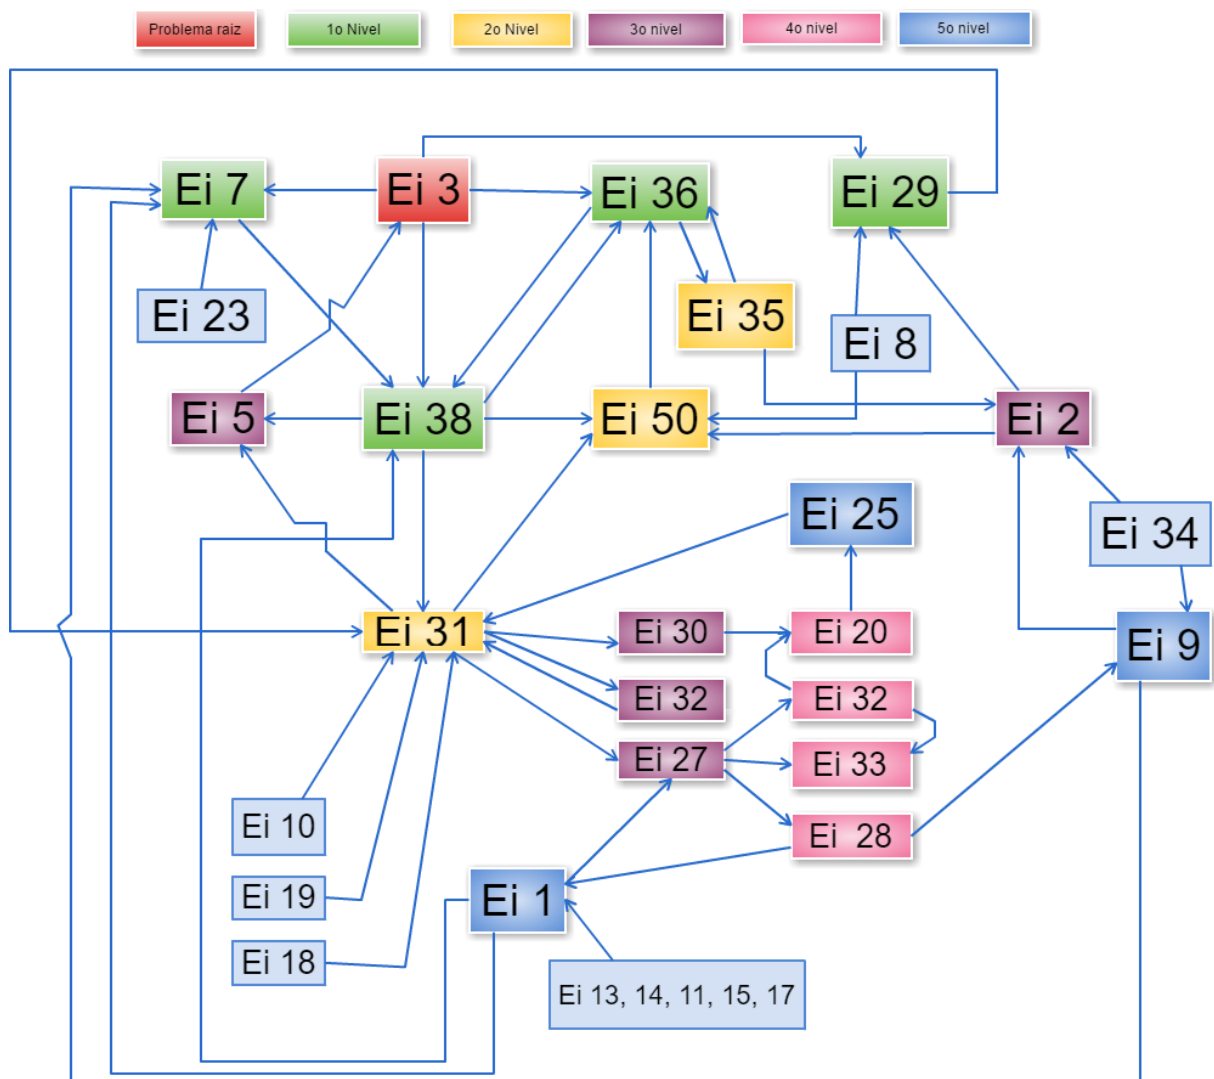 Problema raiz
1o Nivel
2o Nivel
3o nivel
4o nivel
5o nivel
Ei 7
Ei 3
Ei 36
Ei 29
Ei 23
Ei 35
Ei 8
Ei 5
Ei 38
Ei 50
Ei 2
Ei 25
Ei 34
Ei 31
Ei 30
Ei 20
Ei 9
Ei 32
Ei 32
Ei 27
Ei 33
Ei 10
Ei 28
Ei 19
Ei 1
Ei 18
Ei 13, 14, 11, 15, 17